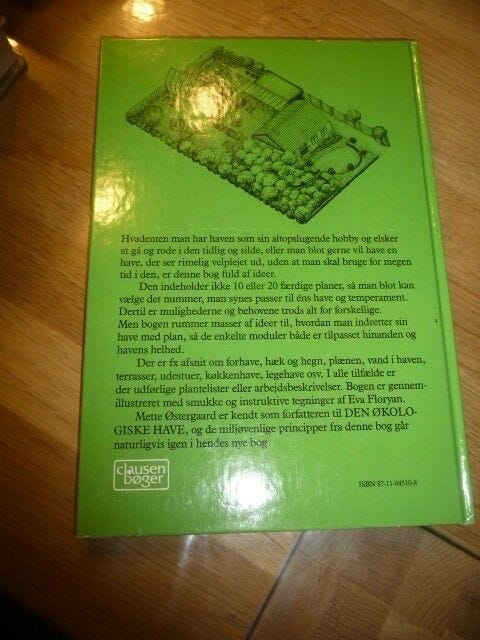 Hvadenten man har haven som sin altopslugende hobby og elsker
at gå og rode i den tidlig og silde, eller man blot gerne vil have en
have, der ser rimelig velplejet ud, uden at man skal bruge for megen
tid i den, er denne bog fuld af ideer.
Den indeholder ikke 10 eller 20 færdige planer, så man blot kan
vælge det nummer, man synes passer til éns have og temperament.
Dertil er mulighederne og behovene trods alt for forskellige.
Men bogen rummer masser af ideer til, hvordan man indretter sin
have med plan, så de enkelte moduler både er tilpasset hinanden og
havens helhed.
Der er fx afsnit om forhave, hæk og hegn, plænen, vand i haven,
terrasser, udestuer, køkkenhave, legehave osv. I alle tilfælde er
der udførlige plantelister eller arbejdsbeskrivelser. Bogen er gennem-
illustreret med smukke og instruktive tegninger af Eva Floryan.
Mette Østergaard er kendt som forfatteren til DEN ØKOLO-
GISKE HAVE, og de miljøvenlige principper fra denne bog går
naturligvis igen i hendes nye bog.
clausen
bøger
ISBN 87-11-04510-8